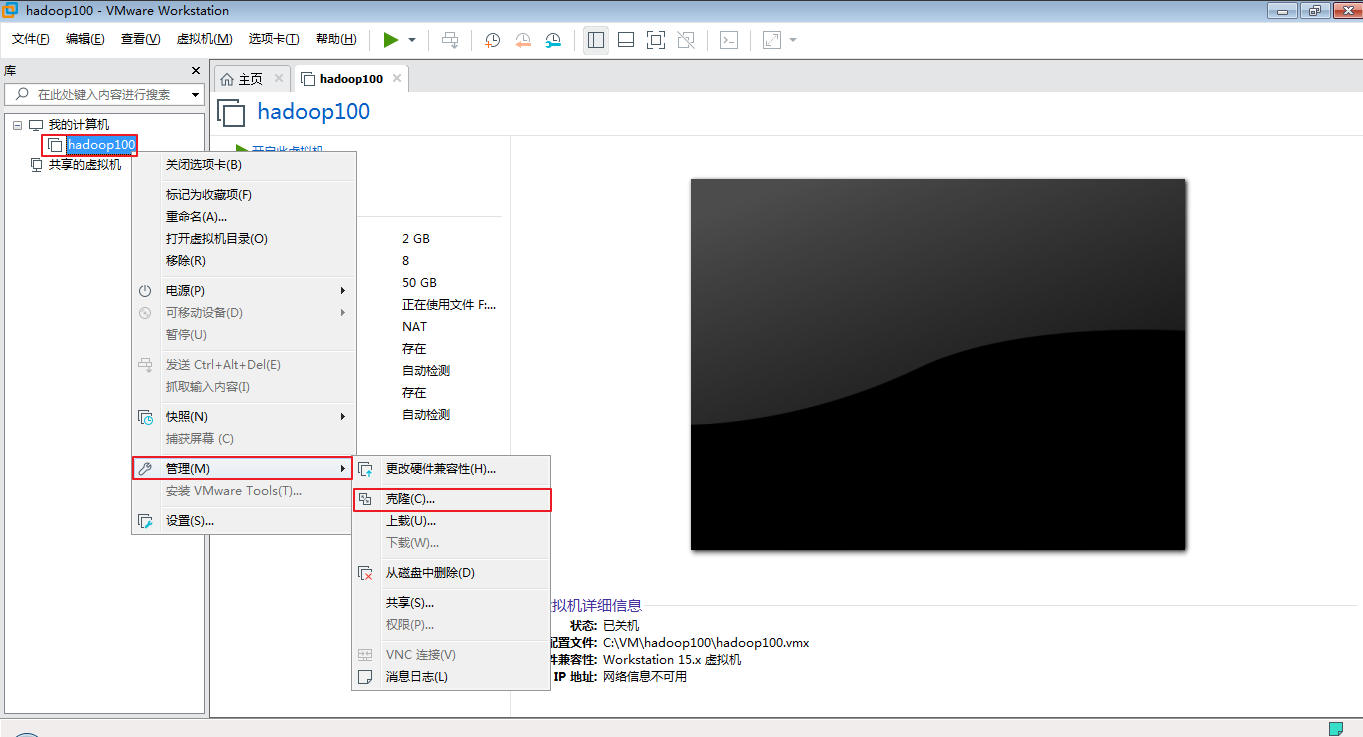 hadoop100 - VMware Workstation
文件(F) 编辑(E) 查看(V) 虚拟机(M) 选项卡(T) 帮助(H)
库
在此处键入内容进行搜索
我的计算机
hadoop100
共享的虚拟机
主页
hadoop100
hadoop100
开启此虚拟机
关闭选项卡(B)
标记为收藏项(F)
重命名(A)...
打开虚拟机目录(O)
移除(R)
电源(P)
可移动设备(D)
暂停(U)
发送 Ctrl+Alt+Del(E)
抓取输入内容(I)
快照(N)
捕获屏幕 (C)
管理(M)
安装 VMware Tools(T)...
设置(S)...
2 GB
8
50 GB
正在使用文件 F:...
NAT
存在
自动检测
存在
自动检测
更改硬件兼容性(H)...
克隆(C)...
上载(U)...
下载(W)...
从磁盘中删除(D)
共享(S)...
权限(P)...
VNC 连接(V)
消息日志(L)
拟机详细信息
状态: 已关机
配置文件: C:\VM\hadoop100\hadoop100.vmx
件兼容性: Workstation 15.x 虚拟机
IP 地址: 网络信息不可用